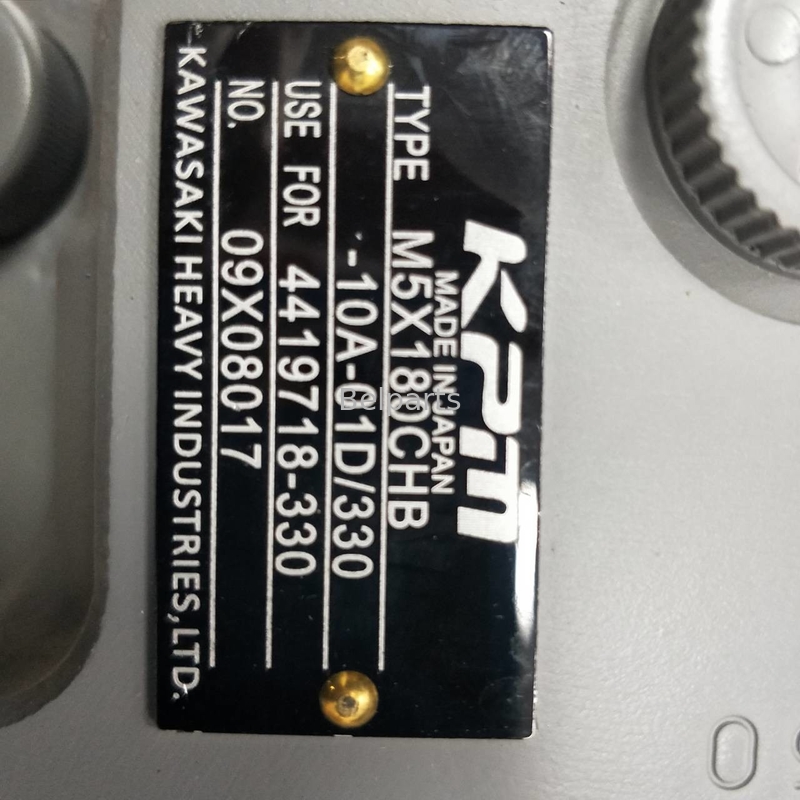 KPM
MADE IN JAPAN
TYPE M5X180CHB
-10A-01D/330
USE FOR 4419718-330
NO. 09X08017
KAWASAKI HEAVY INDUSTRIES,LTD.
Belparts
0